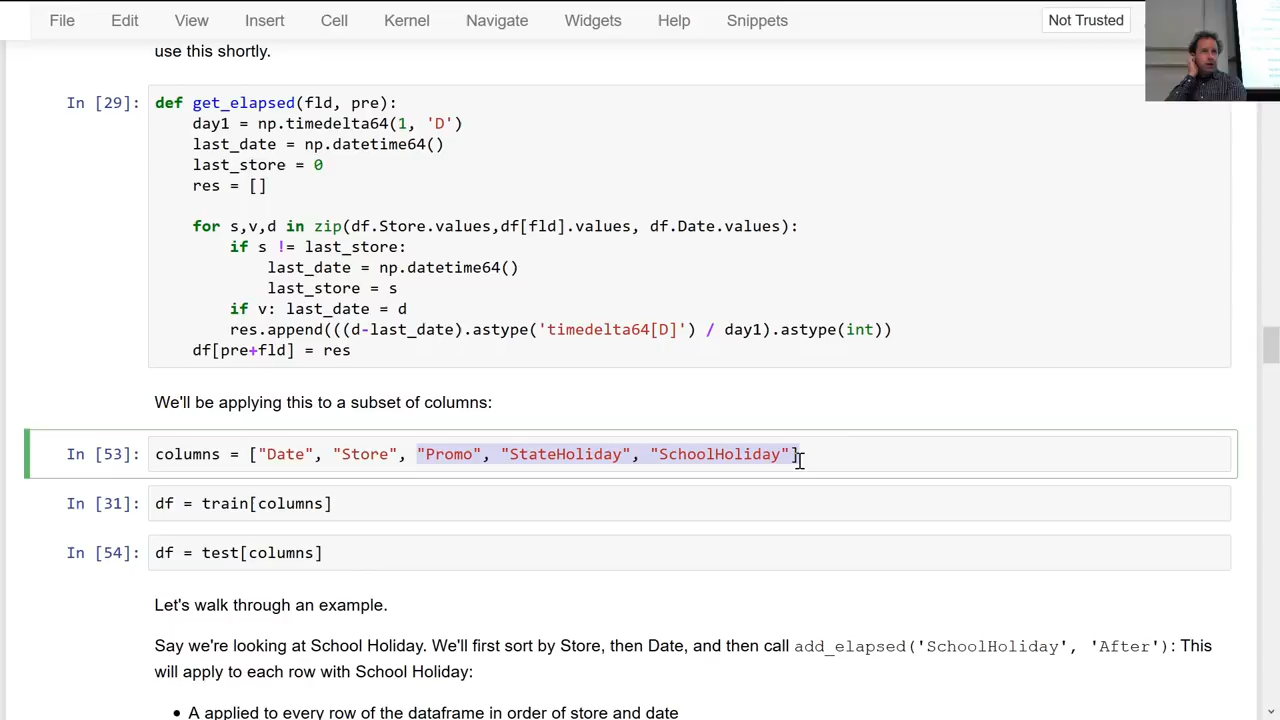 File Edit View Insert Cell Kernel Navigate Widgets Help Snippets Not Trusted
use this shortly.
In [29]: def get_elapsed(fld, pre):
day1 = np.timedelta64(1, 'D')
last_date = np.datetime64()
last_store = 0
res = []
for s,v,d in zip(df.Store.values,df[fld].values, df.Date.values):
if s != last_store:
last_date = np.datetime64()
last_store = s
if v: last_date = d
res.append(((d-last_date).astype('timedelta64[D]') / day1).astype(int))
df[pre+fld] = res
We'll be applying this to a subset of columns:
In [53]: columns = ["Date", "Store", "Promo", "StateHoliday", "SchoolHoliday"]
In [31]: df = train[columns]
In [54]: df = test[columns]
Let's walk through an example.
Say we're looking at School Holiday. We'll first sort by Store, then Date, and then call add_elapsed('SchoolHoliday', 'After'): This
will apply to each row with School Holiday:
• A applied to every row of the dataframe in order of store and date